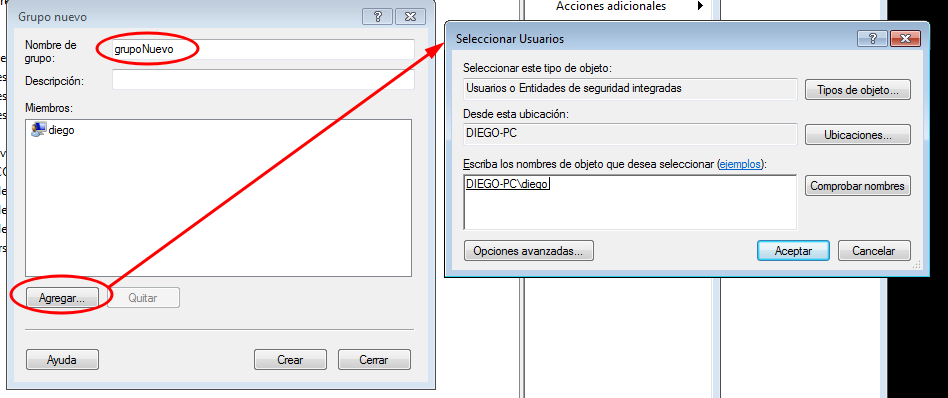 Acciones adicionales
Grupo nuevo
Nombre de
grupo:
grupoNuevo
Descripción:
Miembros:
diego
Agregar...
Quitar
Ayuda
Crear
Cerrar
Seleccionar Usuarios
Seleccionar este tipo de objeto:
Usuarios o Entidades de seguridad integradas
Tipos de objeto...
Desde esta ubicación:
DIEGO-PC
Ubicaciones...
Escriba los nombres de objeto que desea seleccionar (ejemplos):
DIEGO-PC\diego
Comprobar nombres
Opciones avanzadas...
Aceptar
Cancelar